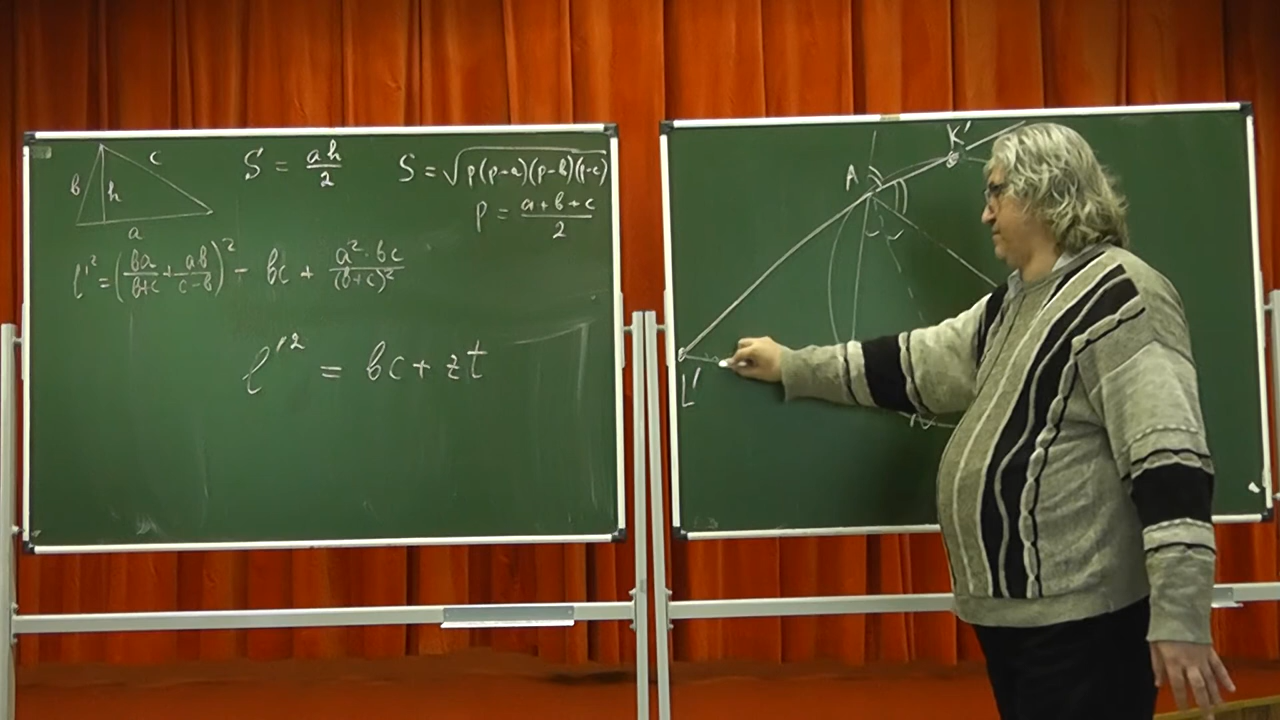 b c h a
S = ah/2
S = √p(p-a)(p-b)(p-c)
p = (a+b+c)/2
l'² = (ba/(b+c) + ab/(c-b))² - bc + a²·bc/(b+c)²
l'² = bc + zt
K'
A
L'